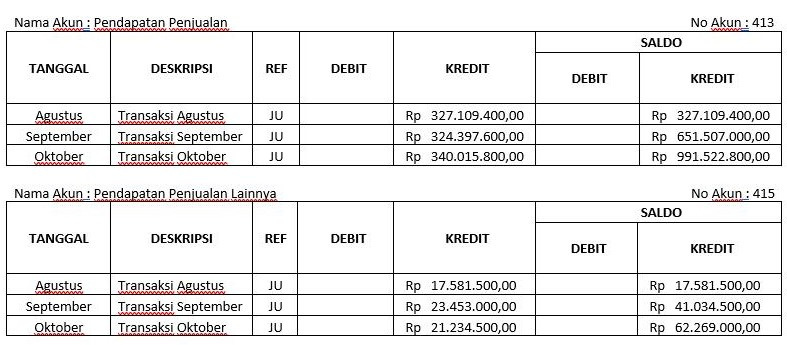 Nama Akun : Pendapatan Penjualan No Akun : 413
TANGGAL DESKRIPSI REF DEBIT KREDIT SALDO
DEBIT KREDIT
Agustus Transaksi Agustus JU Rp 327.109.400,00 Rp 327.109.400,00
September Transaksi September JU Rp 324.397.600,00 Rp 651.507.000,00
Oktober Transaksi Oktober JU Rp 340.015.800,00 Rp 991.522.800,00
Nama Akun : Pendapatan Penjualan Lainnya No Akun : 415
TANGGAL DESKRIPSI REF DEBIT KREDIT SALDO
DEBIT KREDIT
Agustus Transaksi Agustus JU Rp 17.581.500,00 Rp 17.581.500,00
September Transaksi September JU Rp 23.453.000,00 Rp 41.034.500,00
Oktober Transaksi Oktober JU Rp 21.234.500,00 Rp 62.269.000,00